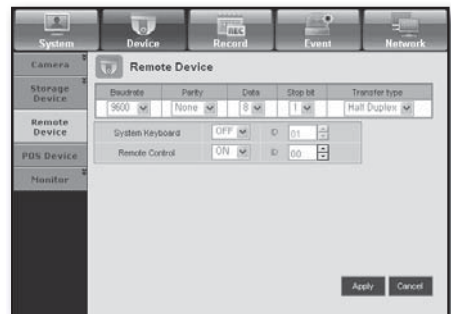 System Device Record Event Network
REC
Camera
Storage
Device
Remote
Device
POS Device
Monitor
Remote Device
Baudrate Parity Data Stop bit Transfer type
9600 None 8 1 Half Duplex
System Keyboard OFF ID 01
Remote Control ON ID 00
Apply Cancel